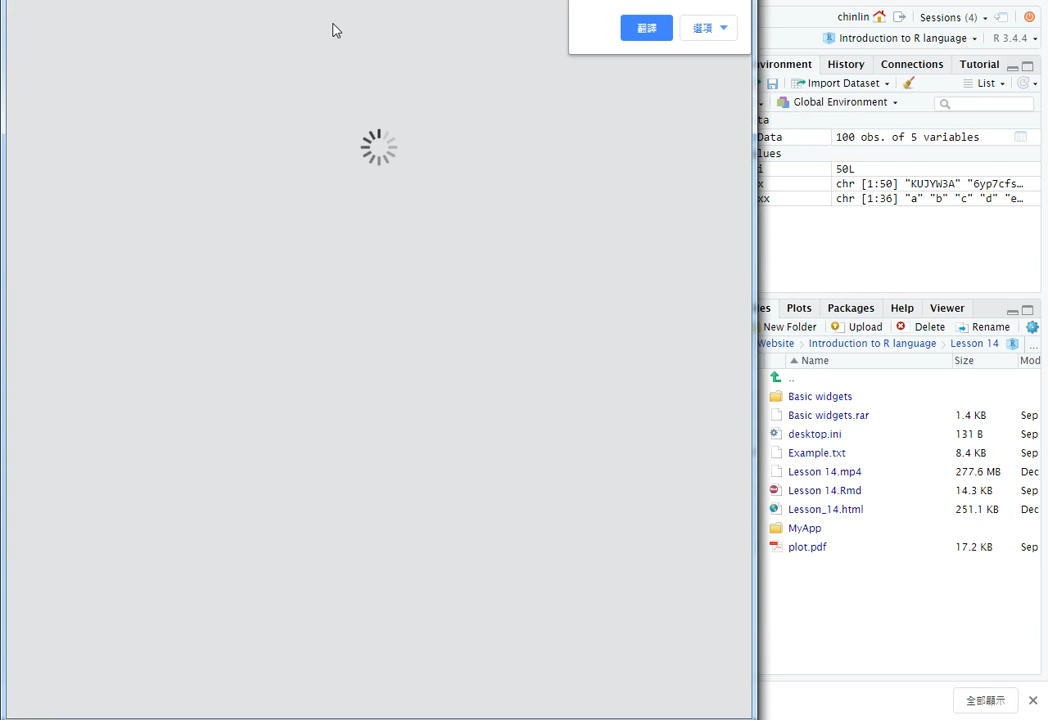 翻譯 選項
chinlin Sessions (4)
Introduction to R language R 3.4.4
vironment History Connections Tutorial
Import Dataset List
Global Environment
ta
Data 100 obs. of 5 variables
lues
i 50L
x chr [1:50] "KUJYW3A" "6yp7cfs…
xx chr [1:36] "a" "b" "c" "d" "e…
les Plots Packages Help Viewer
New Folder Upload Delete Rename
Website Introduction to R language Lesson 14 ...
Name Size Mod
..
Basic widgets
Basic widgets.rar 1.4 KB Sep
desktop.ini 131 B Sep
Example.txt 8.4 KB Sep
Lesson 14.mp4 277.6 MB Dec
Lesson 14.Rmd 14.3 KB Sep
Lesson_14.html 251.1 KB Dec
MyApp
plot.pdf 17.2 KB Sep
全部顯示